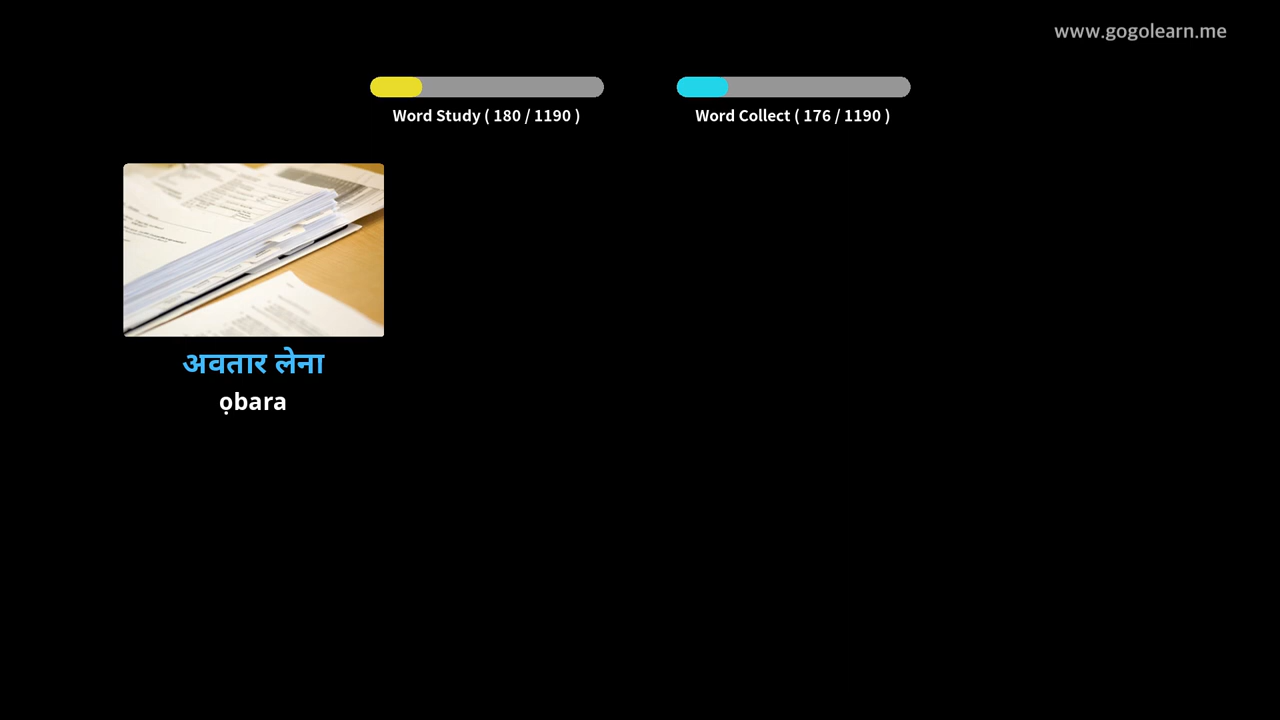 www.gogolearn.me
Word Study ( 180 / 1190 )
Word Collect ( 176 / 1190 )
अवतार लेना
ọbara